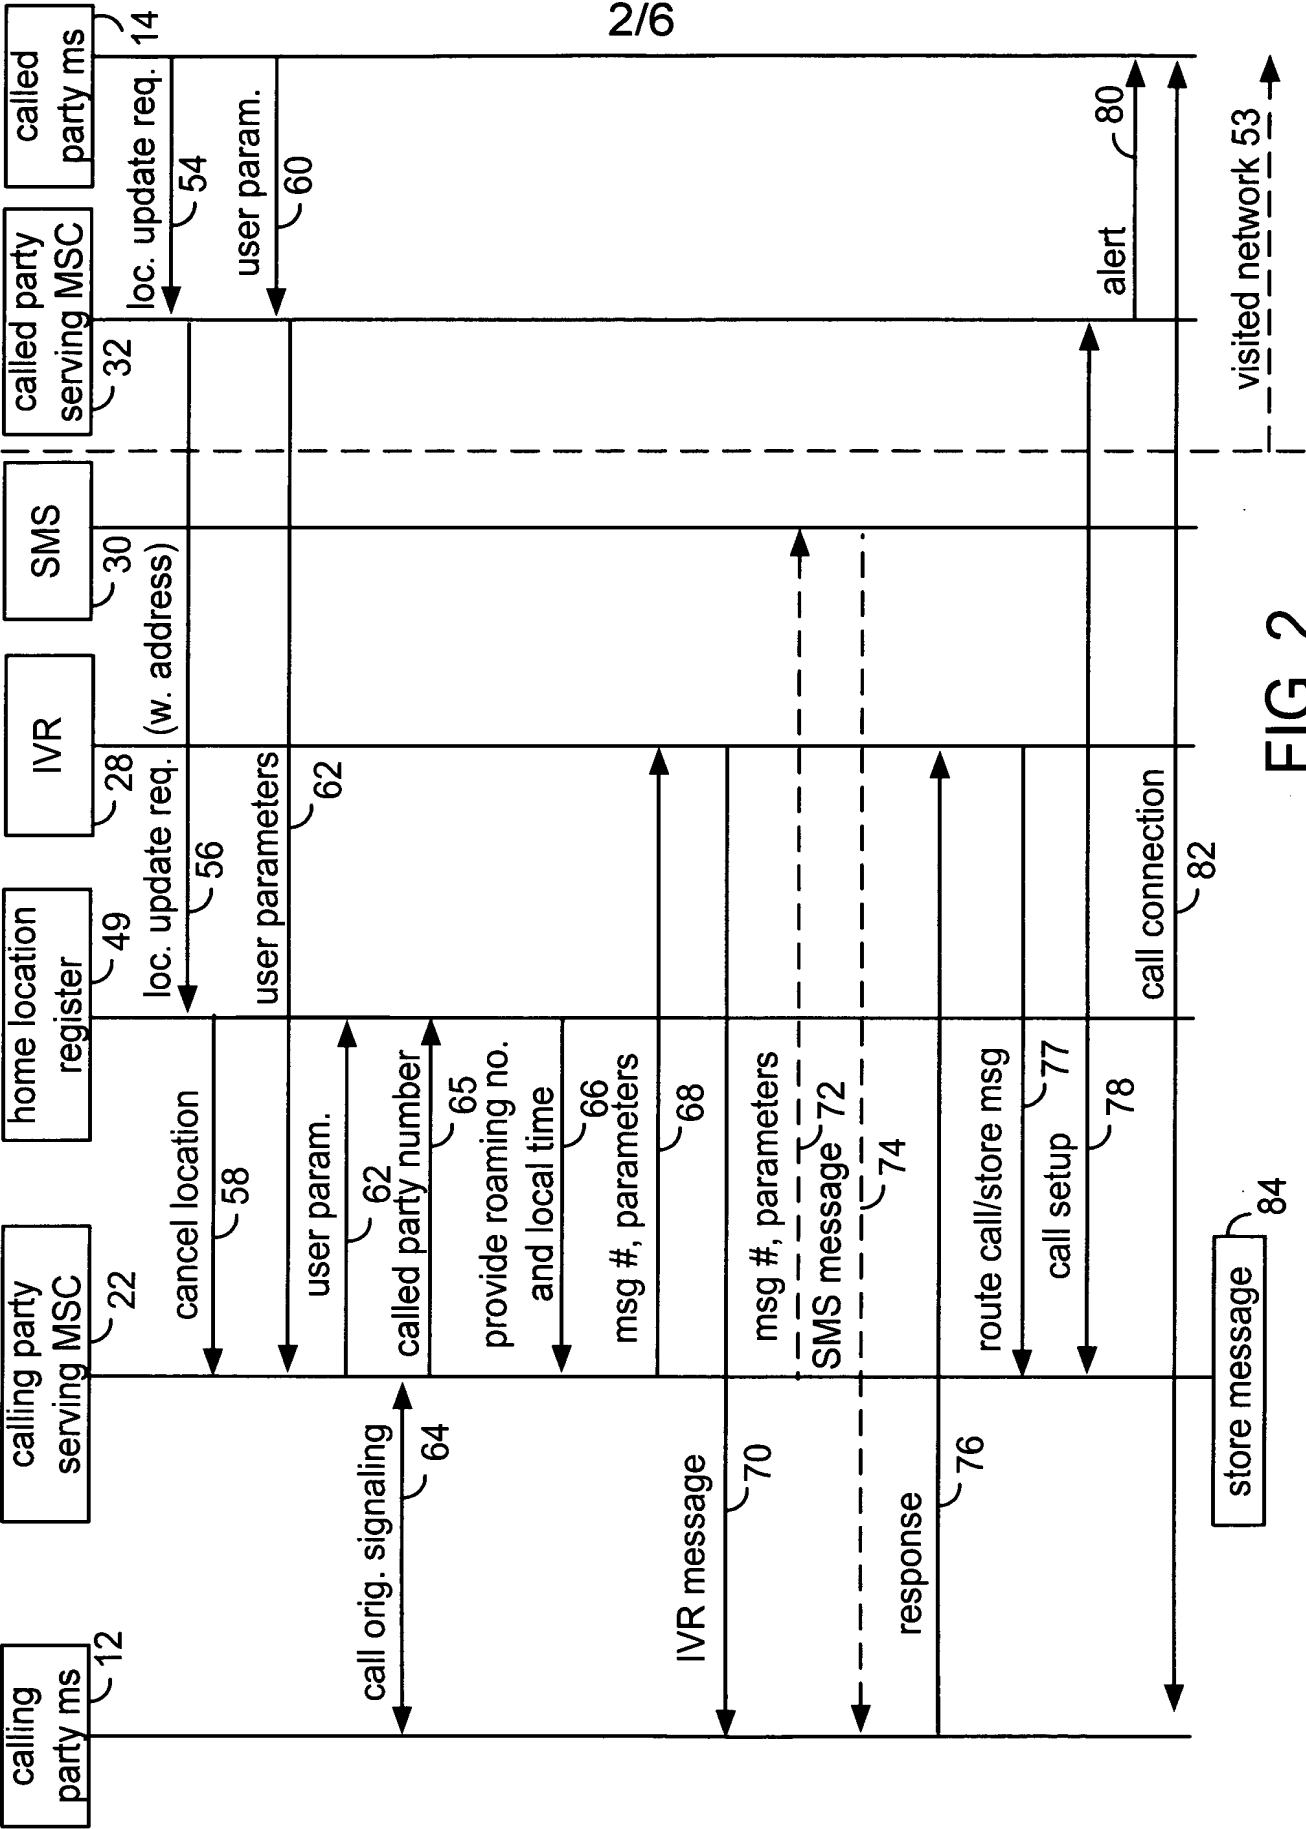 2/6
calling
party ms
12
calling party
serving MSC
22
home location
register
49
IVR
28
SMS
30
called party
serving MSC
32
called
party ms
14
loc. update req.
54
loc. update req. (w. address)
56
cancel location
58
user param.
60
user parameters
62
user param.
62
call orig. signaling
64
called party number
65
provide roaming no.
and local time
66
msg #, parameters
68
IVR message
70
msg #, parameters
72
SMS message
74
response
76
route call/store msg
77
call setup
78
alert
80
call connection
82
store message
84
visited network 53
FIG. 2